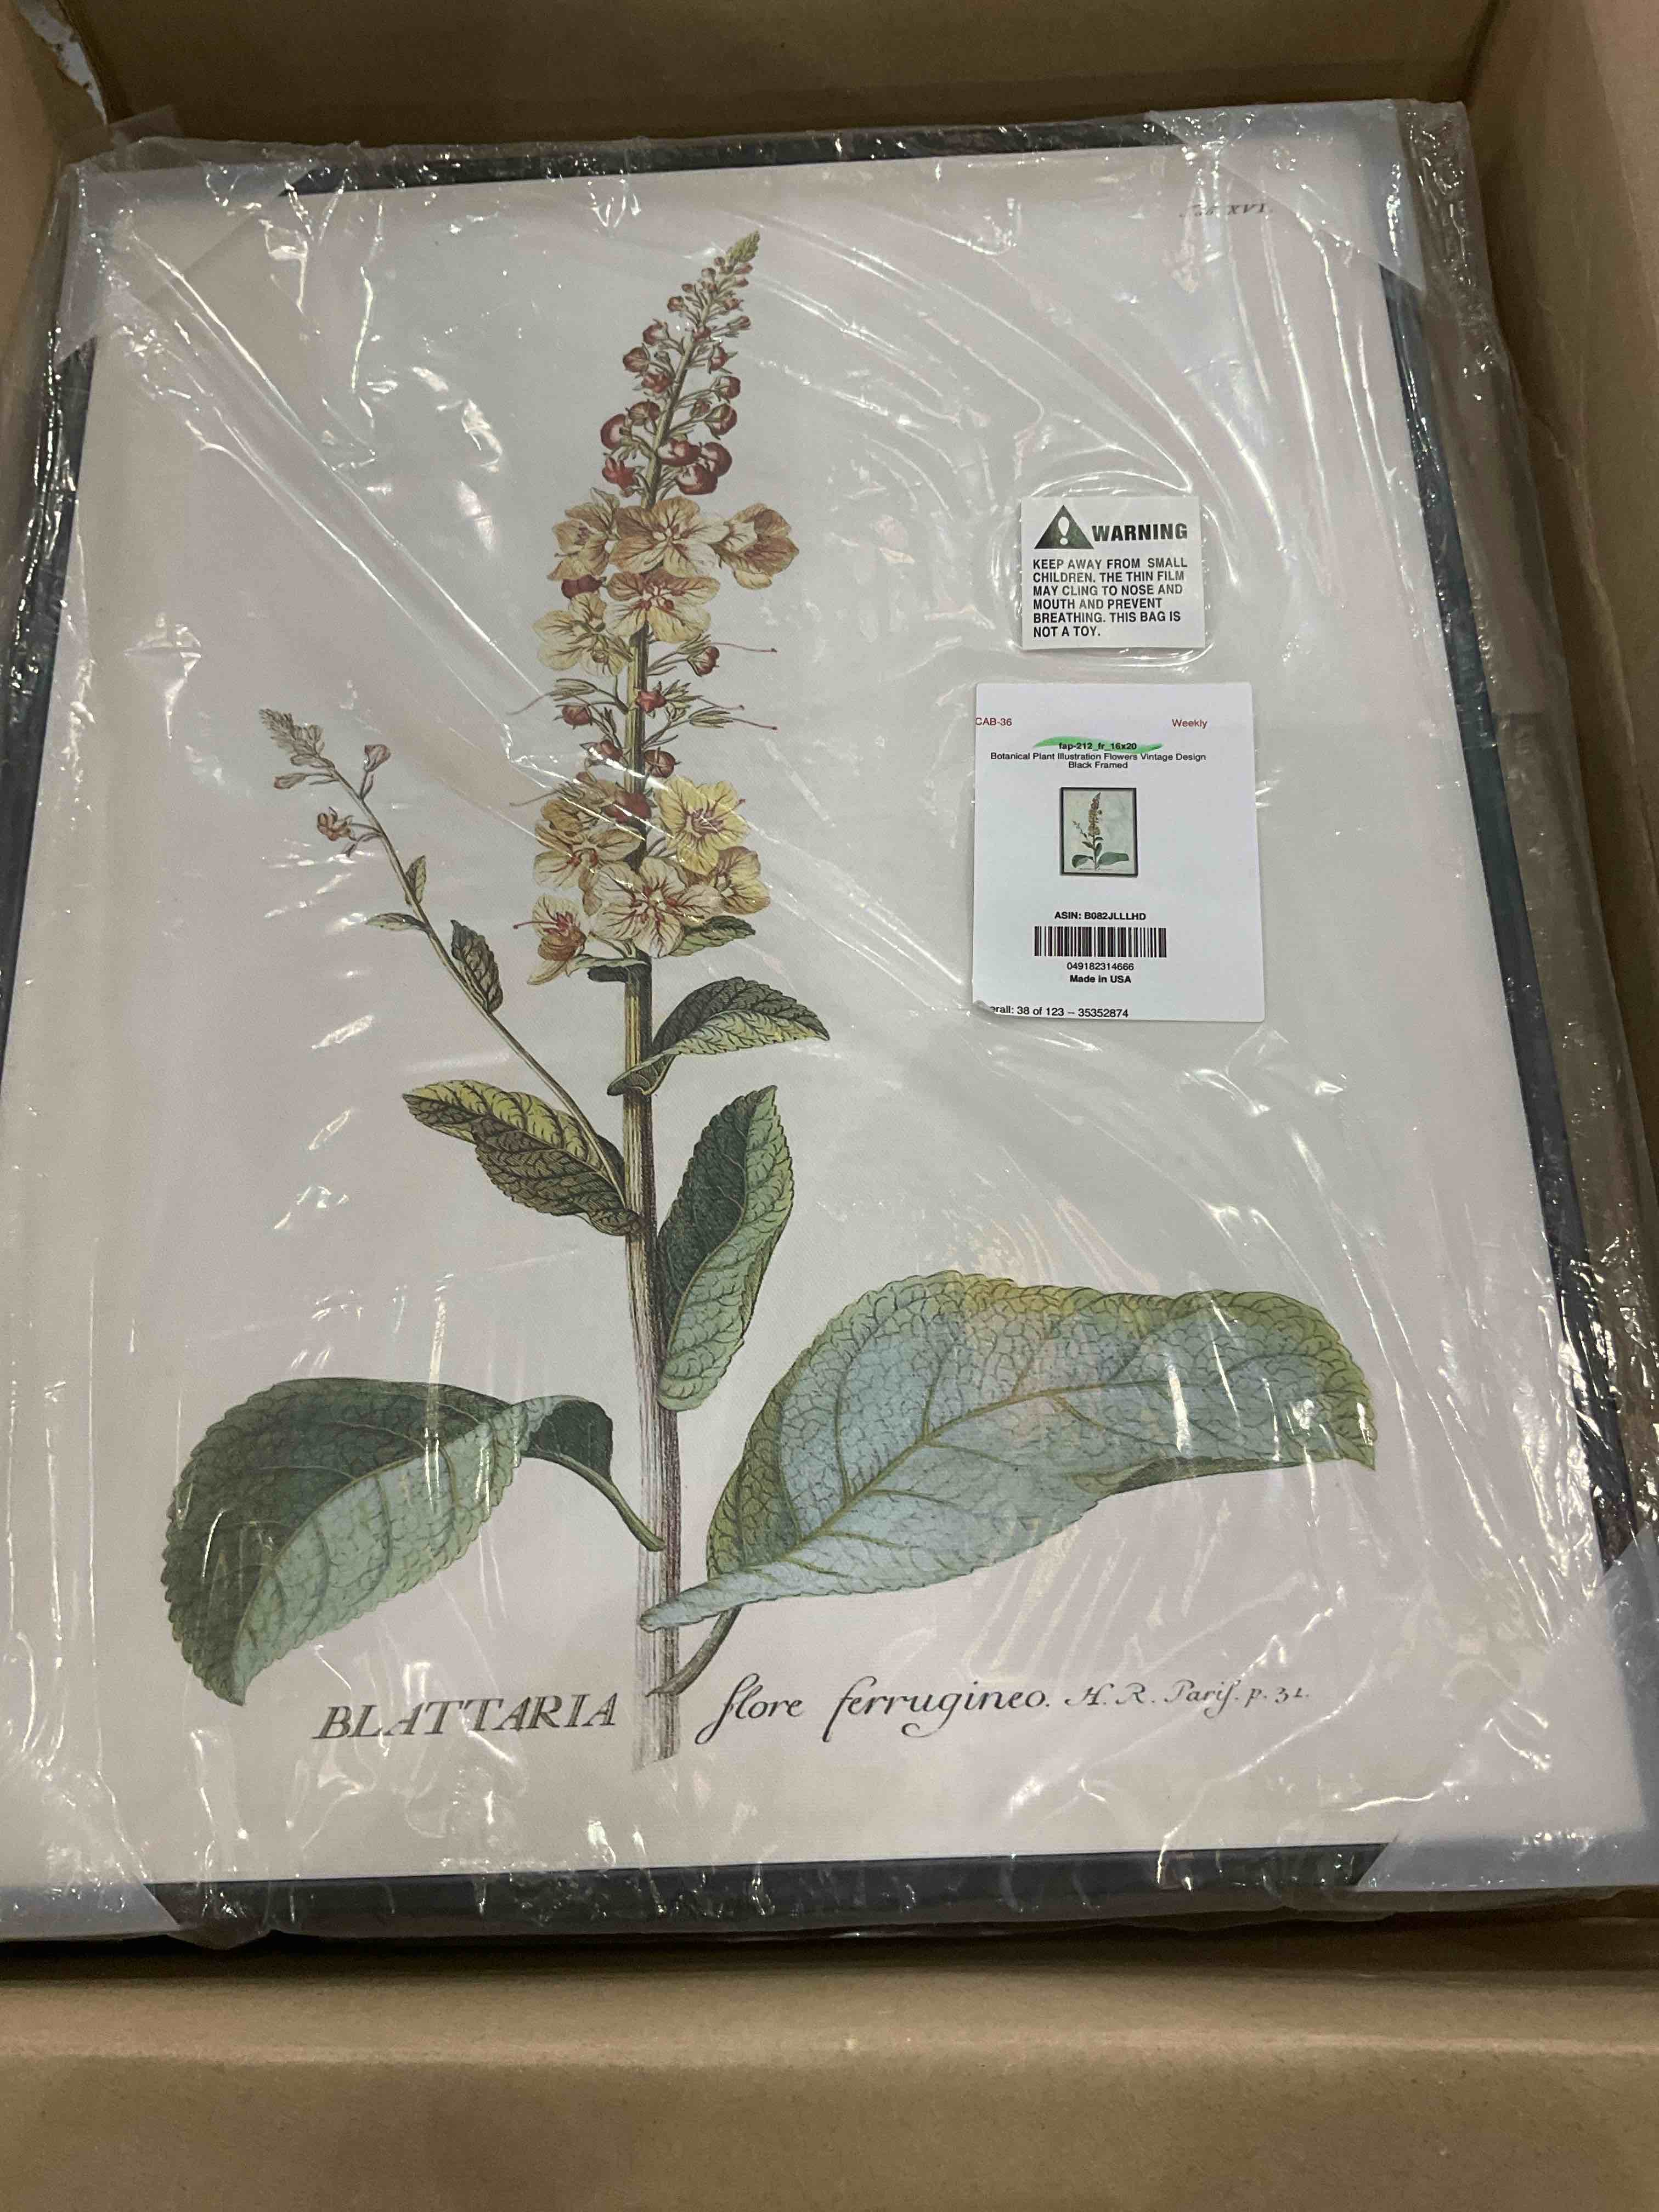 Tab. XVI.
WARNING
KEEP AWAY FROM SMALL
CHILDREN. THE THIN FILM
MAY CLING TO NOSE AND
MOUTH AND PREVENT
BREATHING. THIS BAG IS
NOT A TOY.
CAB-36 Weekly
fap-212_fr_16x20
Botanical Plant Illustration Flowers Vintage Design
Black Framed
ASIN: B082JLLLHD
049182314666
Made in USA
erall: 38 of 123 -- 35352874
BLATTARIA flore ferrugineo. H. R. Pariſ. p. 31.